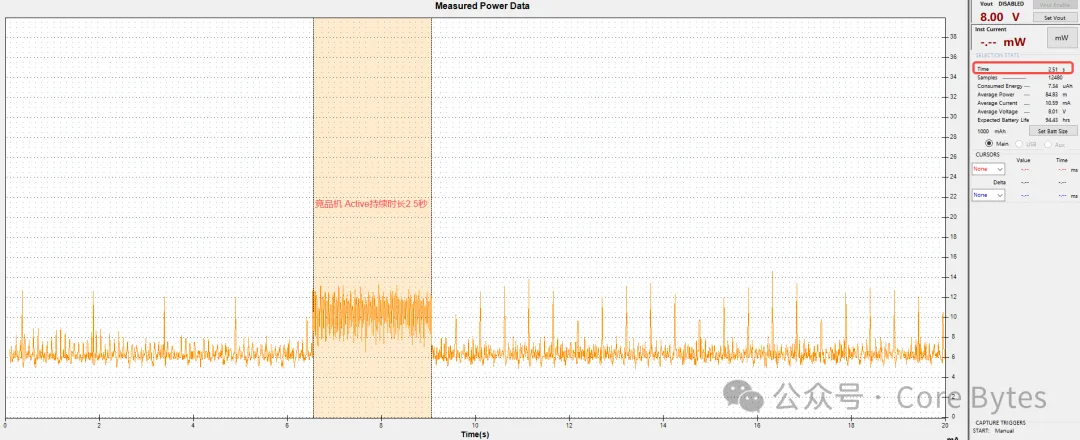 Measured Power Data
38
36
34
32
30
28
26
24
22
20
18
16
14
12
10
8
6
4
2
0
竞品机 Active持续时长2.5秒
0 2 4 6 8 10 12 14 16 18 20
Time(s)
mA
Vout DISABLED Vout Enable
8.00 V Set Vout
Inst Current
-.-- mW mW
SELECTION STATS
Time 2.51 s
Samples 12480
Consumed Energy 7.34 uAh
Average Power 84.83 m
Average Current 10.59 mA
Average Voltage 8.01 V
Expected Battery Life 94.43 hrs
1000 mAh Set Batt Size
Main USB Aux
CURSORS
Value Time
None -.-- -.-- ms
Delta -.-- -.--
None -.-- -.-- ms
CAPTURE TRIGGERS
START: Manual
公众号 · Core Bytes